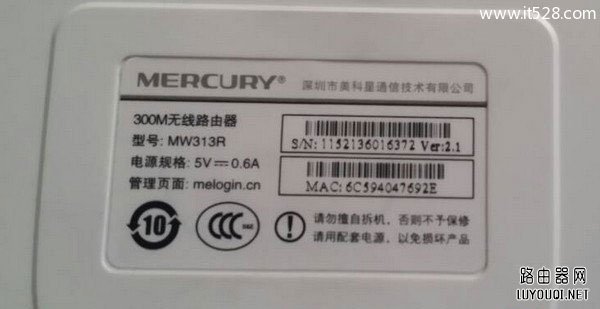 www.it528.com
MERCURY® 深圳市美科星通信技术有限公司
300M无线路由器
型号: MW313R
电源规格: 5V⎓0.6A
管理页面: melogin.cn
S/N: 1152136016372 Ver:2.1
MAC: 6C594047692E
10
CCC
请勿擅自拆机，否则不予保修
请用配套电源，以免损坏产品
路由器网
LUYOUQI.NET